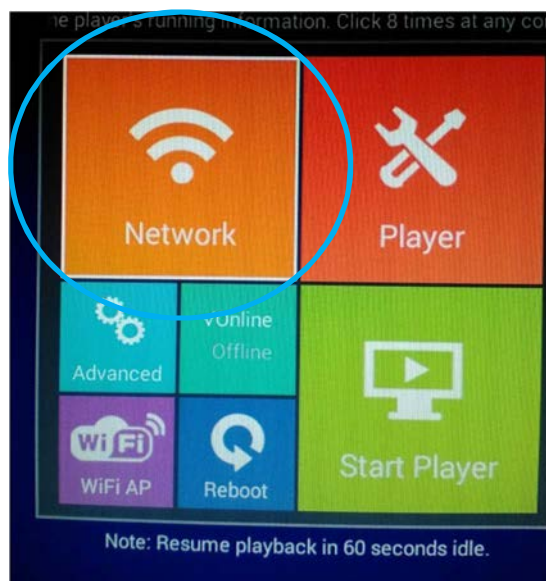 he player's running information. Click 8 times at any co
Network
Player
Advanced
√Online
Offline
Start Player
WiFi
WiFi AP
Reboot
Note: Resume playback in 60 seconds idle.